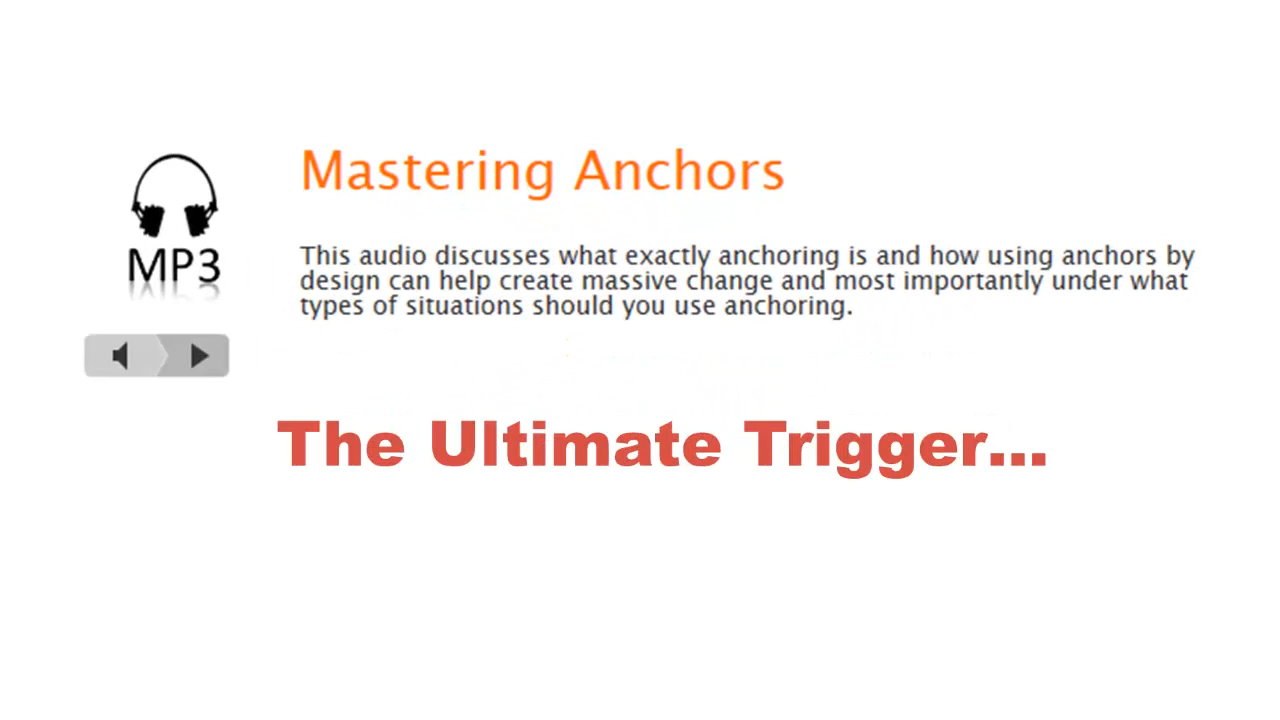 Mastering Anchors
MP3
This audio discusses what exactly anchoring is and how using anchors by
design can help create massive change and most importantly under what
types of situations should you use anchoring.
The Ultimate Trigger...